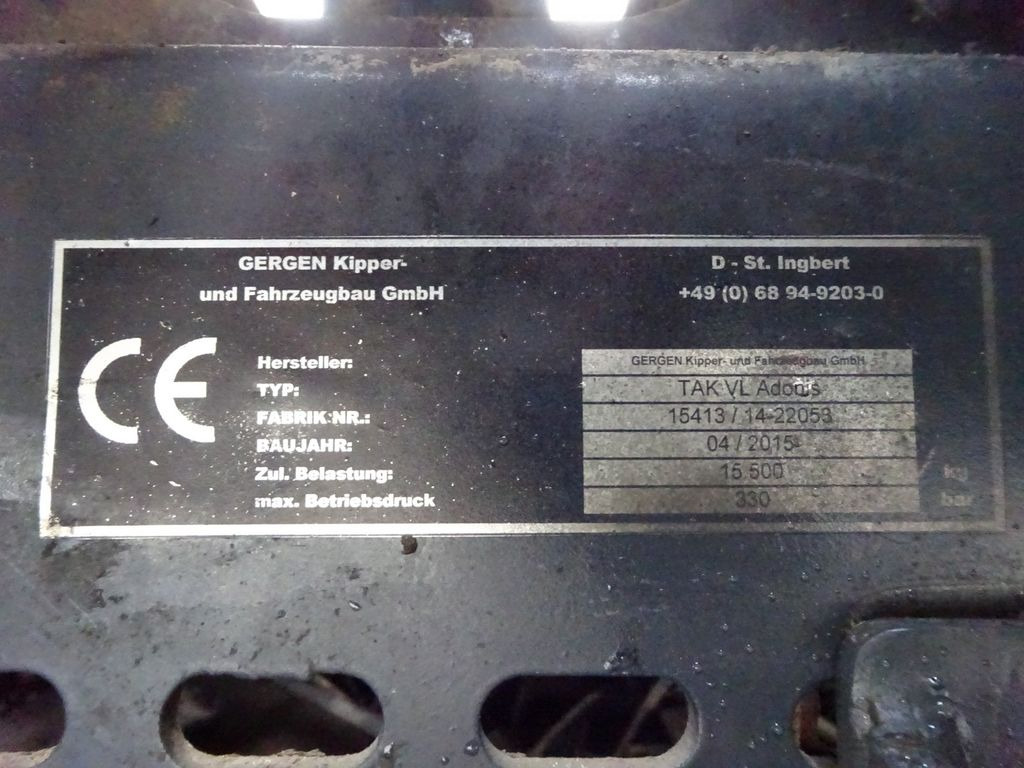 GERGEN Kipper-
und Fahrzeugbau GmbH
D - St. Ingbert
+49 (0) 68 94-9203-0
CE
Hersteller: GERGEN Kipper- und Fahrzeugbau GmbH
TYP: TAK VL Adonis
FABRIK NR.: 15413 / 14-22053
BAUJAHR: 04 / 2015
Zul. Belastung: 15.500 kg
max. Betriebsdruck 330 bar